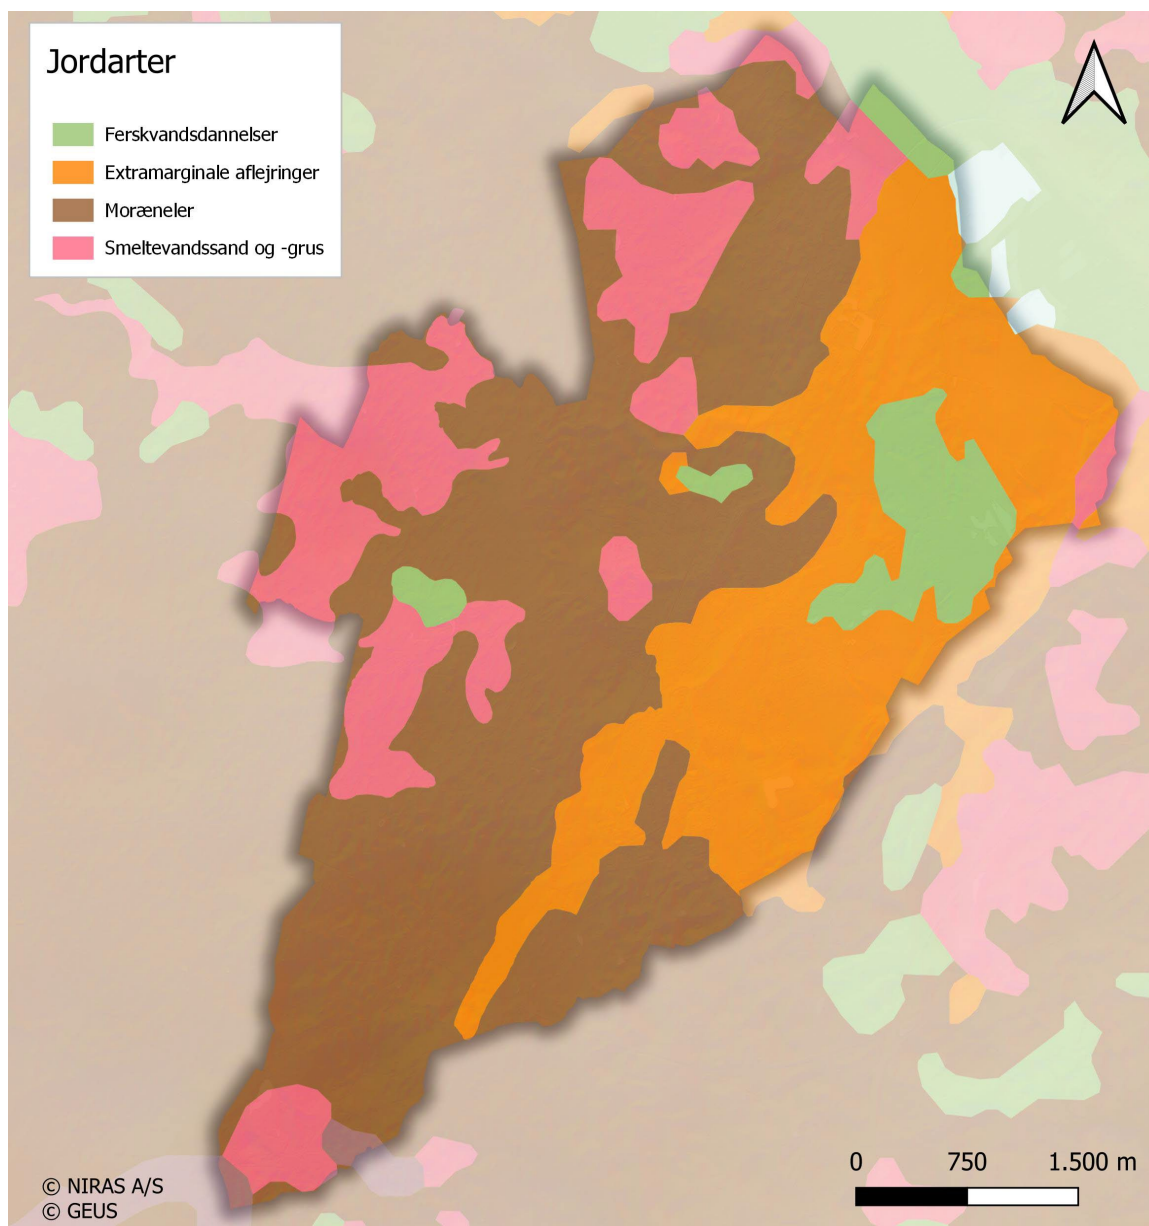 Jordarter
Ferskvandsdannelser
Extramarginale aflejringer
Moræneler
Smeltevandssand og -grus
0 750 1.500 m
© NIRAS A/S
© GEUS